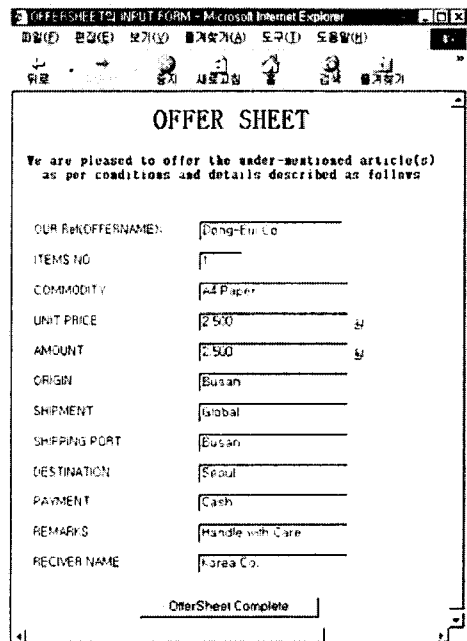 OFFERSHEET의 INPUT FORM - Microsoft Internet Explorer
파일(F) 편집(E) 보기(V) 즐겨찾기(A) 도구(T) 도움말(H)
뒤로 중지 새로고침 홈 검색 즐겨찾기 »
OFFER SHEET
We are pleased to offer the under-mentioned article(s)
as per conditions and details described as follows
OUR Ref(OFFERNAME): Dong-Eui Co
ITEMS NO 1
COMMODITY A4 Paper
UNIT PRICE 2,500 원
AMOUNT 2,500 원
ORIGIN Busan
SHIPMENT Global
SHIPPING PORT Busan
DESTINATION Seoul
PAYMENT Cash
REMARKS Handle with Care
RECIVER NAME Korea Co.
OfferSheet Complete